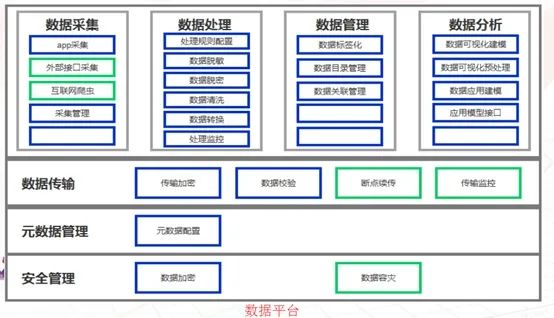 数据采集
app采集
外部接口采集
互联网爬虫
采集管理
数据处理
处理规则配置
数据脱敏
数据脱密
数据清洗
数据转换
处理监控
数据管理
数据标签化
数据目录管理
数据关联管理
数据分析
数据可视化建模
数据可视化预处理
数据应用建模
应用模型接口
数据传输
传输加密
数据校验
断点续传
传输监控
元数据管理
元数据配置
安全管理
数据加密
数据容灾
数据平台